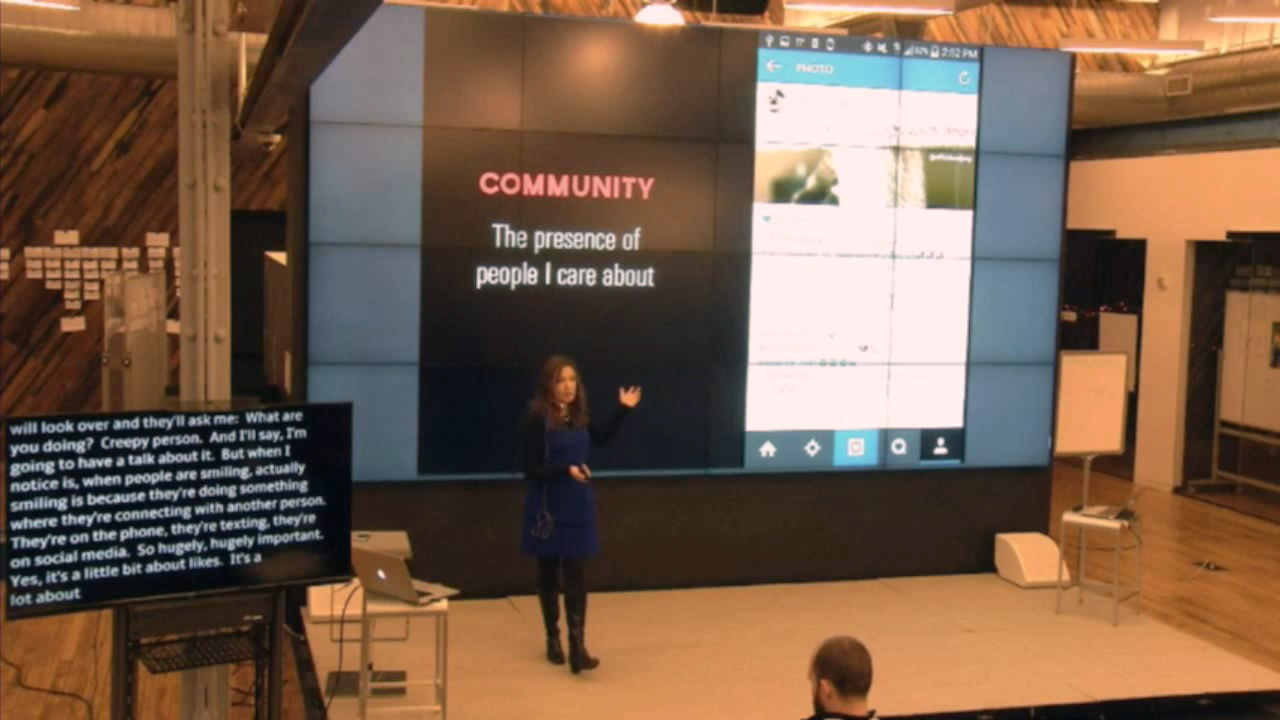 2:52 PM
PHOTO
COMMUNITY
The presence of
people I care about
will look over and they'll ask me:  What are
you doing?  Creepy person.  And I'll say, I'm
going to have a talk about it.  But when I
notice is, when people are smiling, actually
smiling is because they're doing something
where they're connecting with another person.
They're on the phone, they're texting, they're
on social media.  So hugely, hugely important.
Yes, it's a little bit about likes.  It's a
lot about